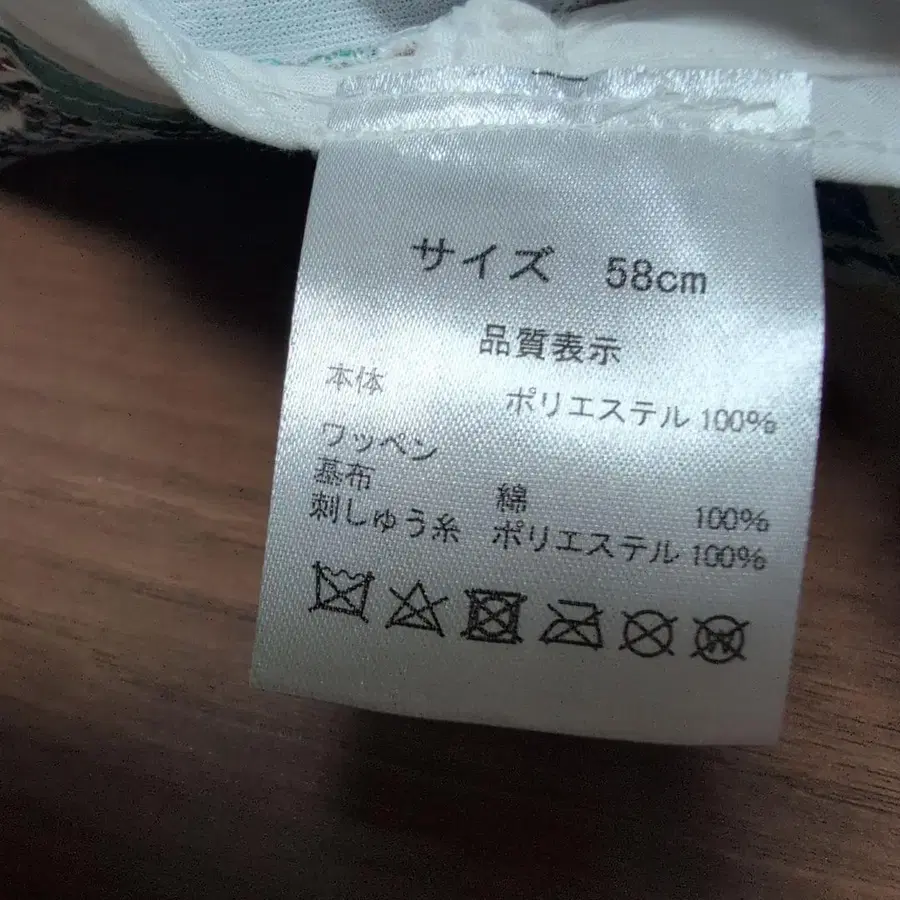 サイズ 58cm
品質表示
本体 ポリエステル 100%
ワッペン
基布 綿 100%
刺しゅう糸 ポリエステル 100%
W